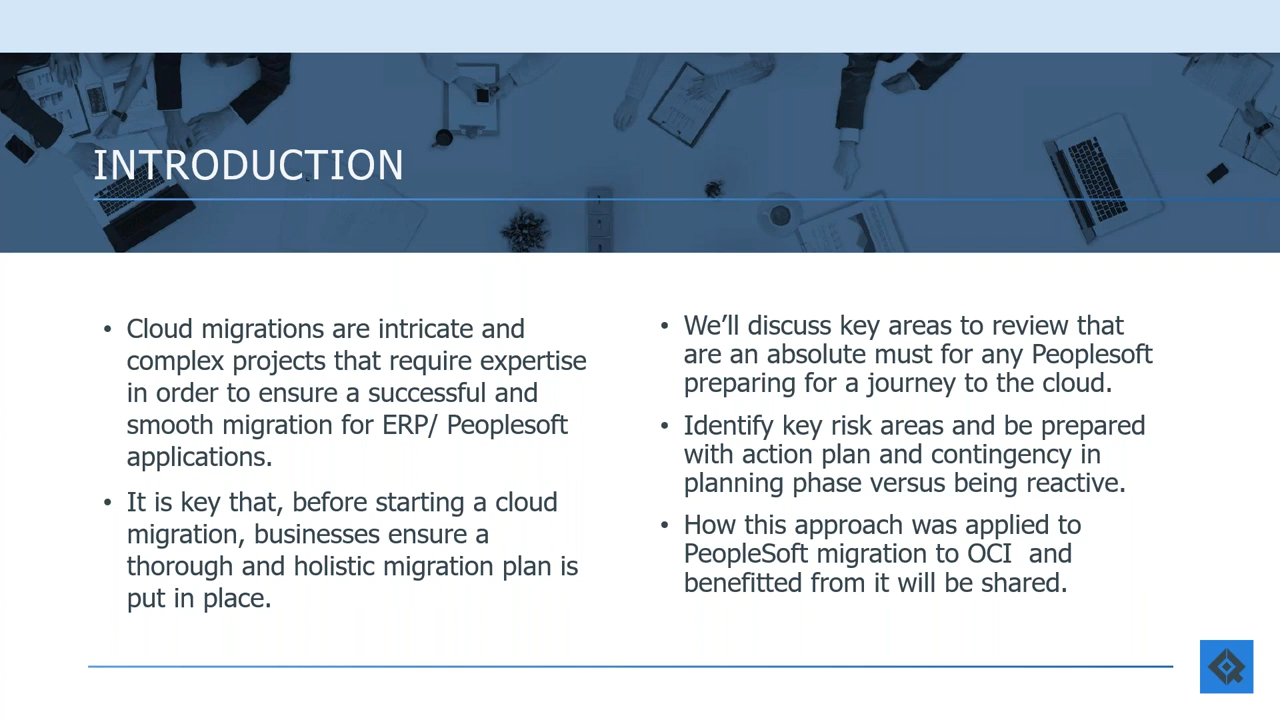 INTRODUCTION
• Cloud migrations are intricate and
complex projects that require expertise
in order to ensure a successful and
smooth migration for ERP/ Peoplesoft
applications.
• It is key that, before starting a cloud
migration, businesses ensure a
thorough and holistic migration plan is
put in place.
• We’ll discuss key areas to review that
are an absolute must for any Peoplesoft
preparing for a journey to the cloud.
• Identify key risk areas and be prepared
with action plan and contingency in
planning phase versus being reactive.
• How this approach was applied to
PeopleSoft migration to OCI  and
benefitted from it will be shared.